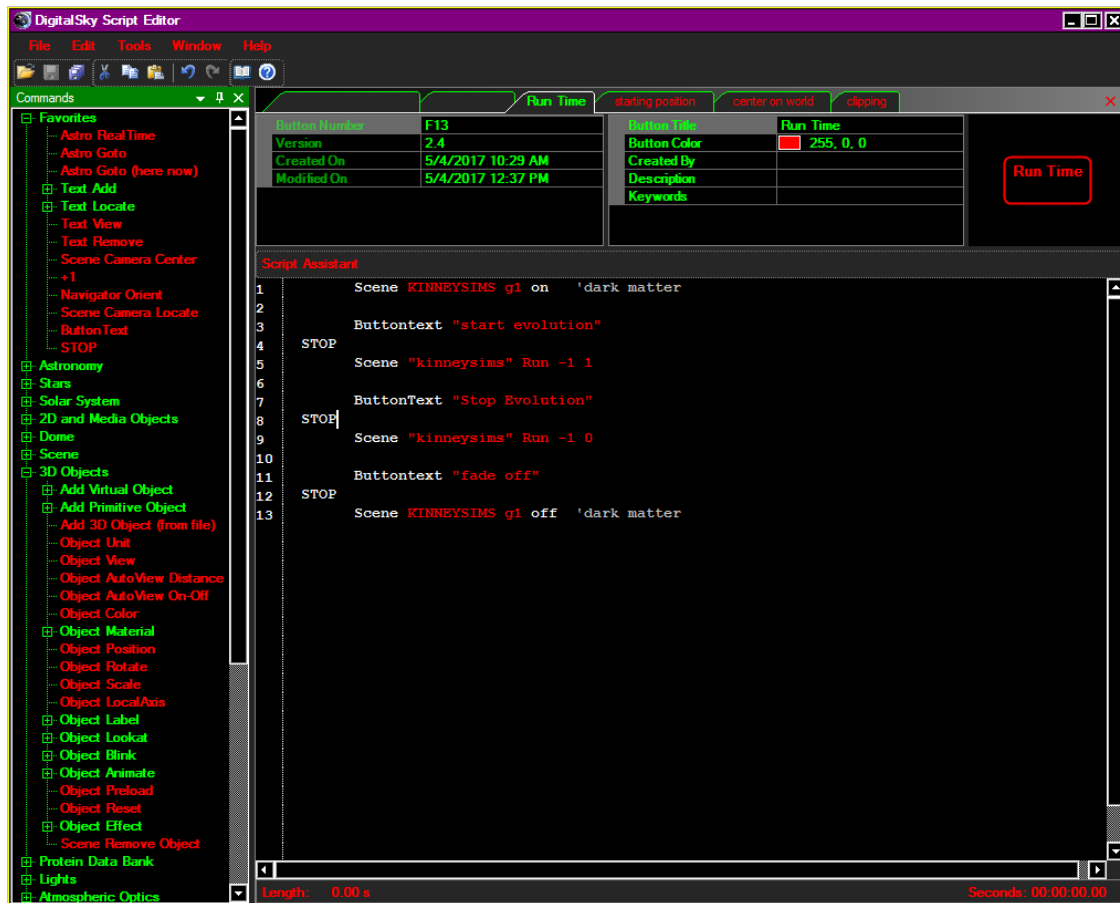 DigitalSky Script Editor
File Edit Tools Window Help
Commands
Favorites
Astro RealTime
Astro Goto
Astro Goto (here now)
Text Add
Text Locate
Text View
Text Remove
Scene Camera Center
+1
Navigator Orient
Scene Camera Locate
ButtonText
STOP
Astronomy
Stars
Solar System
2D and Media Objects
Dome
Scene
3D Objects
Add Virtual Object
Add Primitive Object
Add 3D Object (from file)
Object Unit
Object View
Object AutoView Distance
Object AutoView On-Off
Object Color
Object Material
Object Position
Object Rotate
Object Scale
Object LocalAxis
Object Label
Object Lookat
Object Blink
Object Animate
Object Preload
Object Reset
Object Effect
Scene Remove Object
Protein Data Bank
Lights
Atmospheric Optics
Run Time starting position center on world clipping
Button Number F13
Version 2.4
Created On 5/4/2017 10:29 AM
Modified On 5/4/2017 12:37 PM
Button Title Run Time
Button Color 255, 0, 0
Created By
Description
Keywords
Run Time
Script Assistant
1 Scene KINNEYSIMS g1 on 'dark matter
2
3 Buttontext "start evolution"
4 STOP
5 Scene "kinneysims" Run -1 1
6
7 ButtonText "Stop Evolution"
8 STOP
9 Scene "kinneysims" Run -1 0
10
11 Buttontext "fade off"
12 STOP
13 Scene KINNEYSIMS g1 off 'dark matter
Length: 0.00 s Seconds: 00:00:00.00